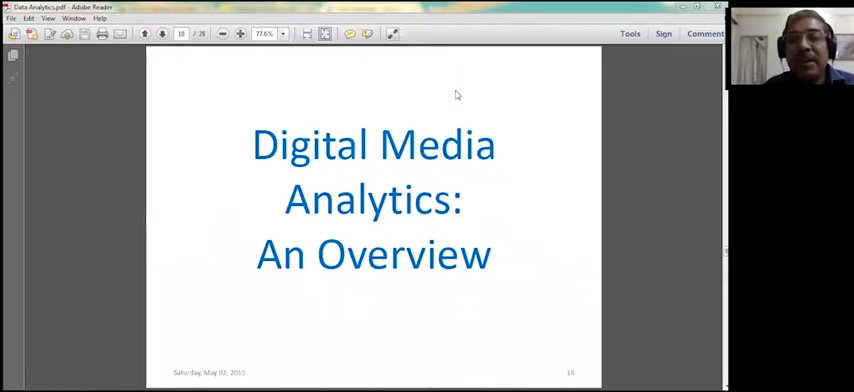 Data Analytics.pdf - Adobe Reader
File Edit View Window Help
18 / 28 77.6% Tools Sign Comment
Digital Media
Analytics:
An Overview
Saturday, May 02, 2015 18